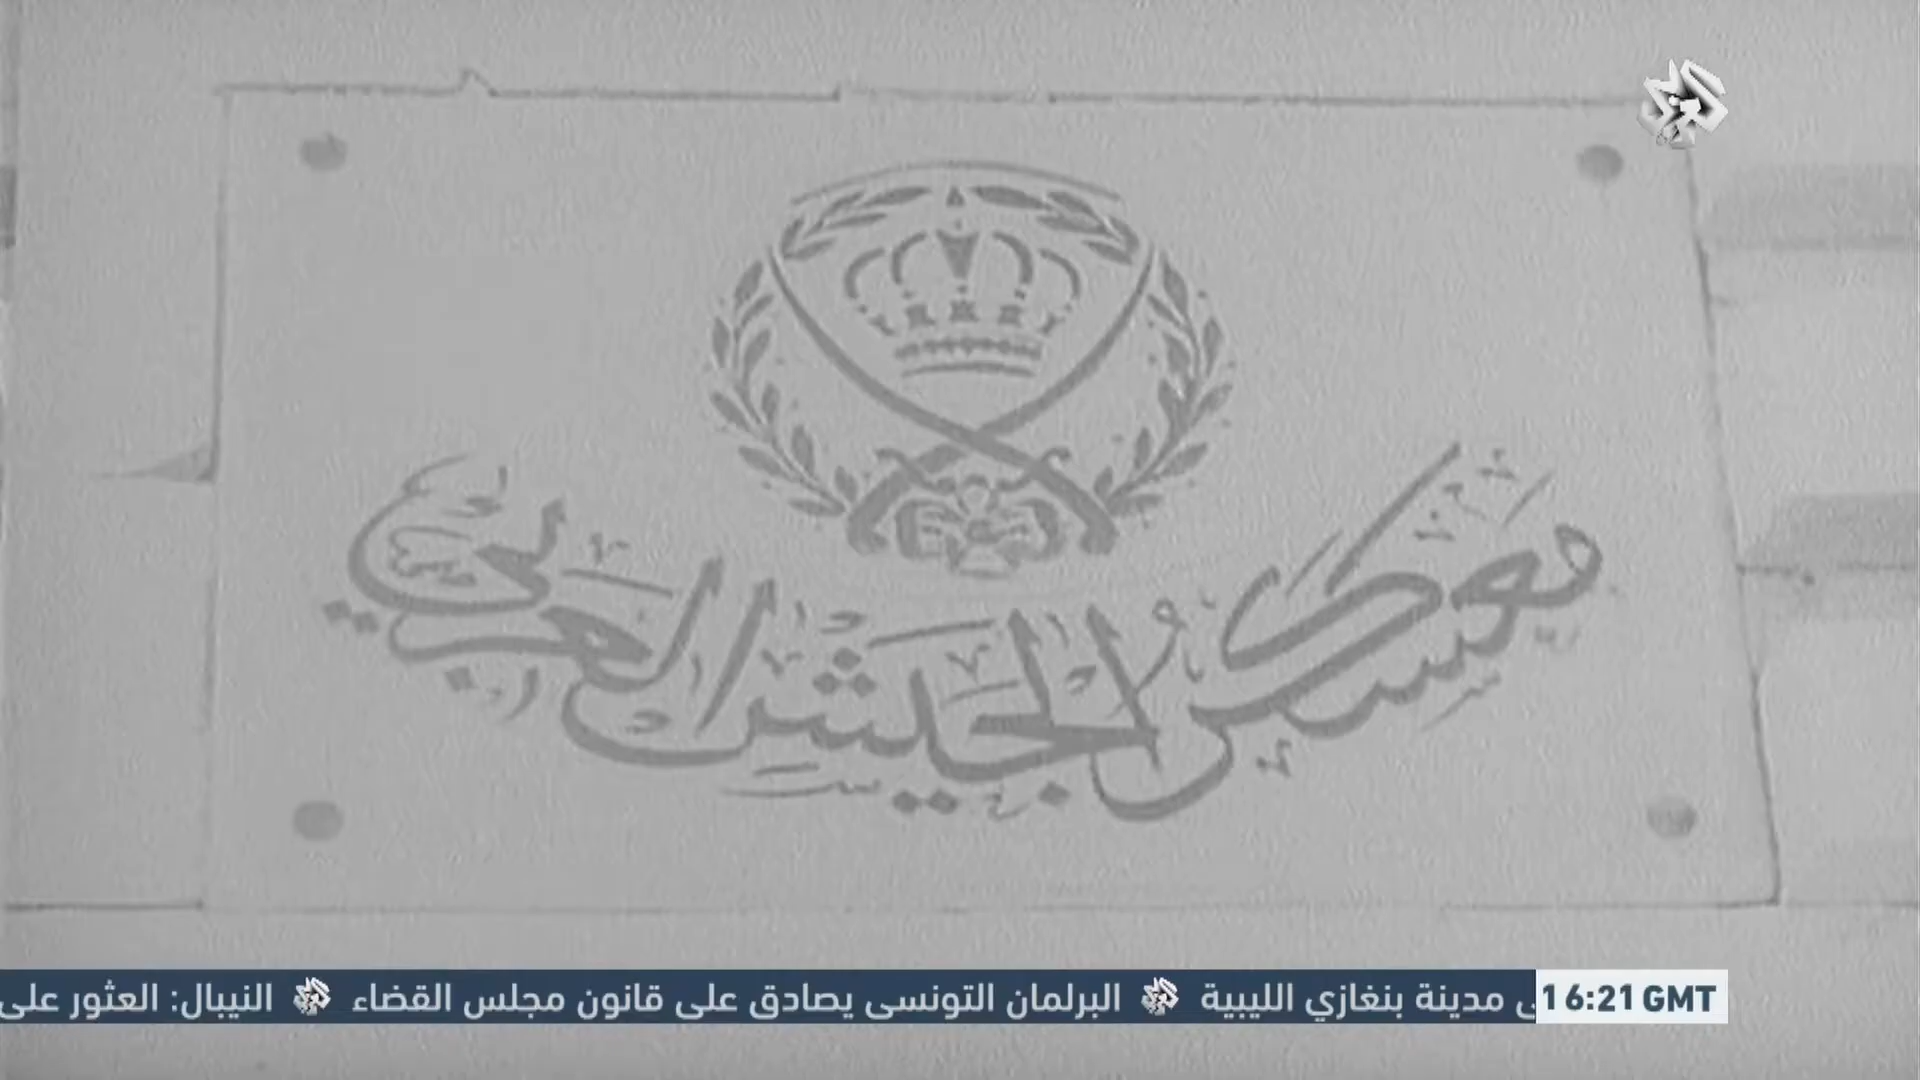 معسكر الجيش العربي
ى مدينة بنغازي الليبية
البرلمان التونسي يصادق على قانون مجلس القضاء
النيبال: العثور على
16:21 GMT